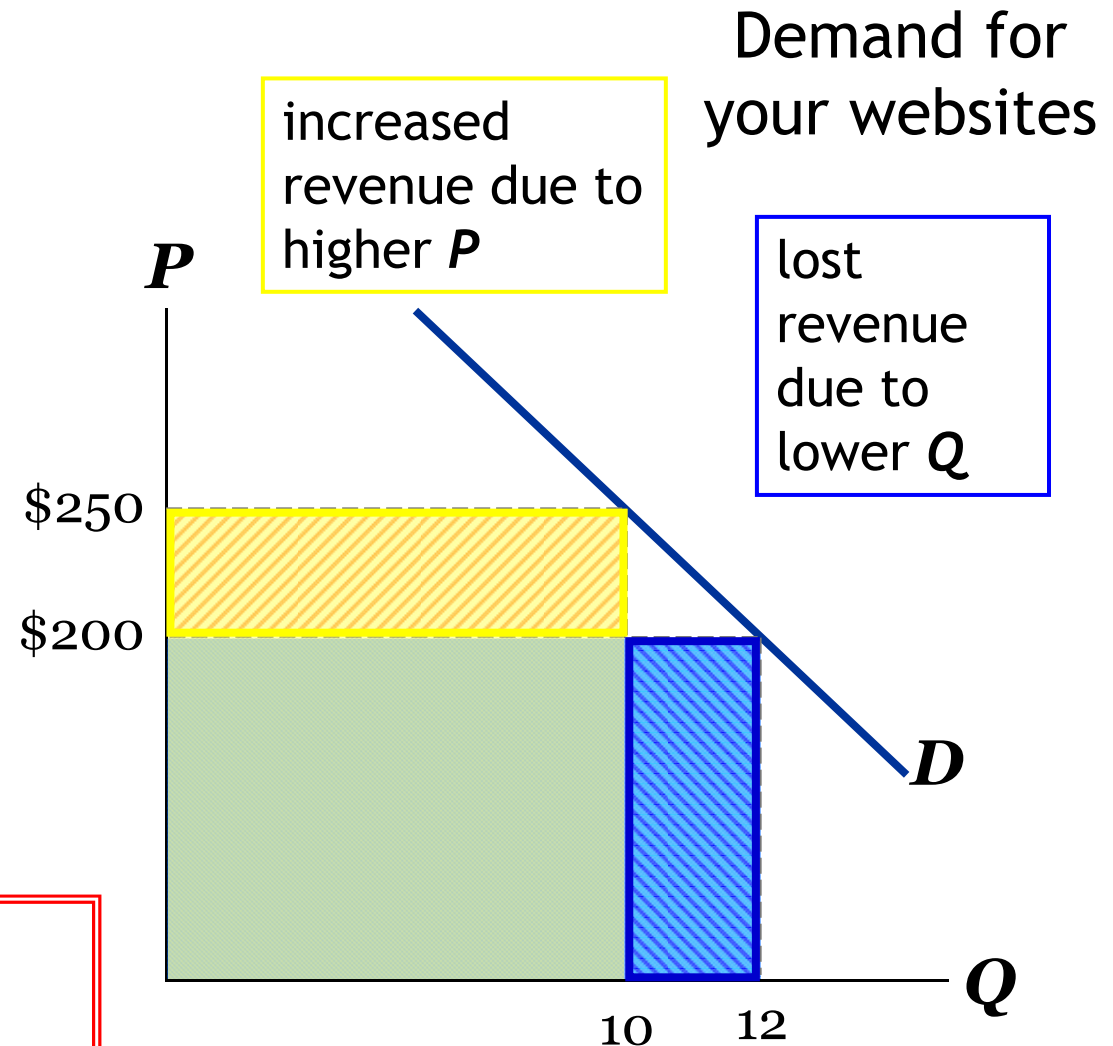 Demand for
your websites
increased
revenue due to
higher P
lost
revenue
due to
lower Q
P
$250
$200
D
Q
10
12